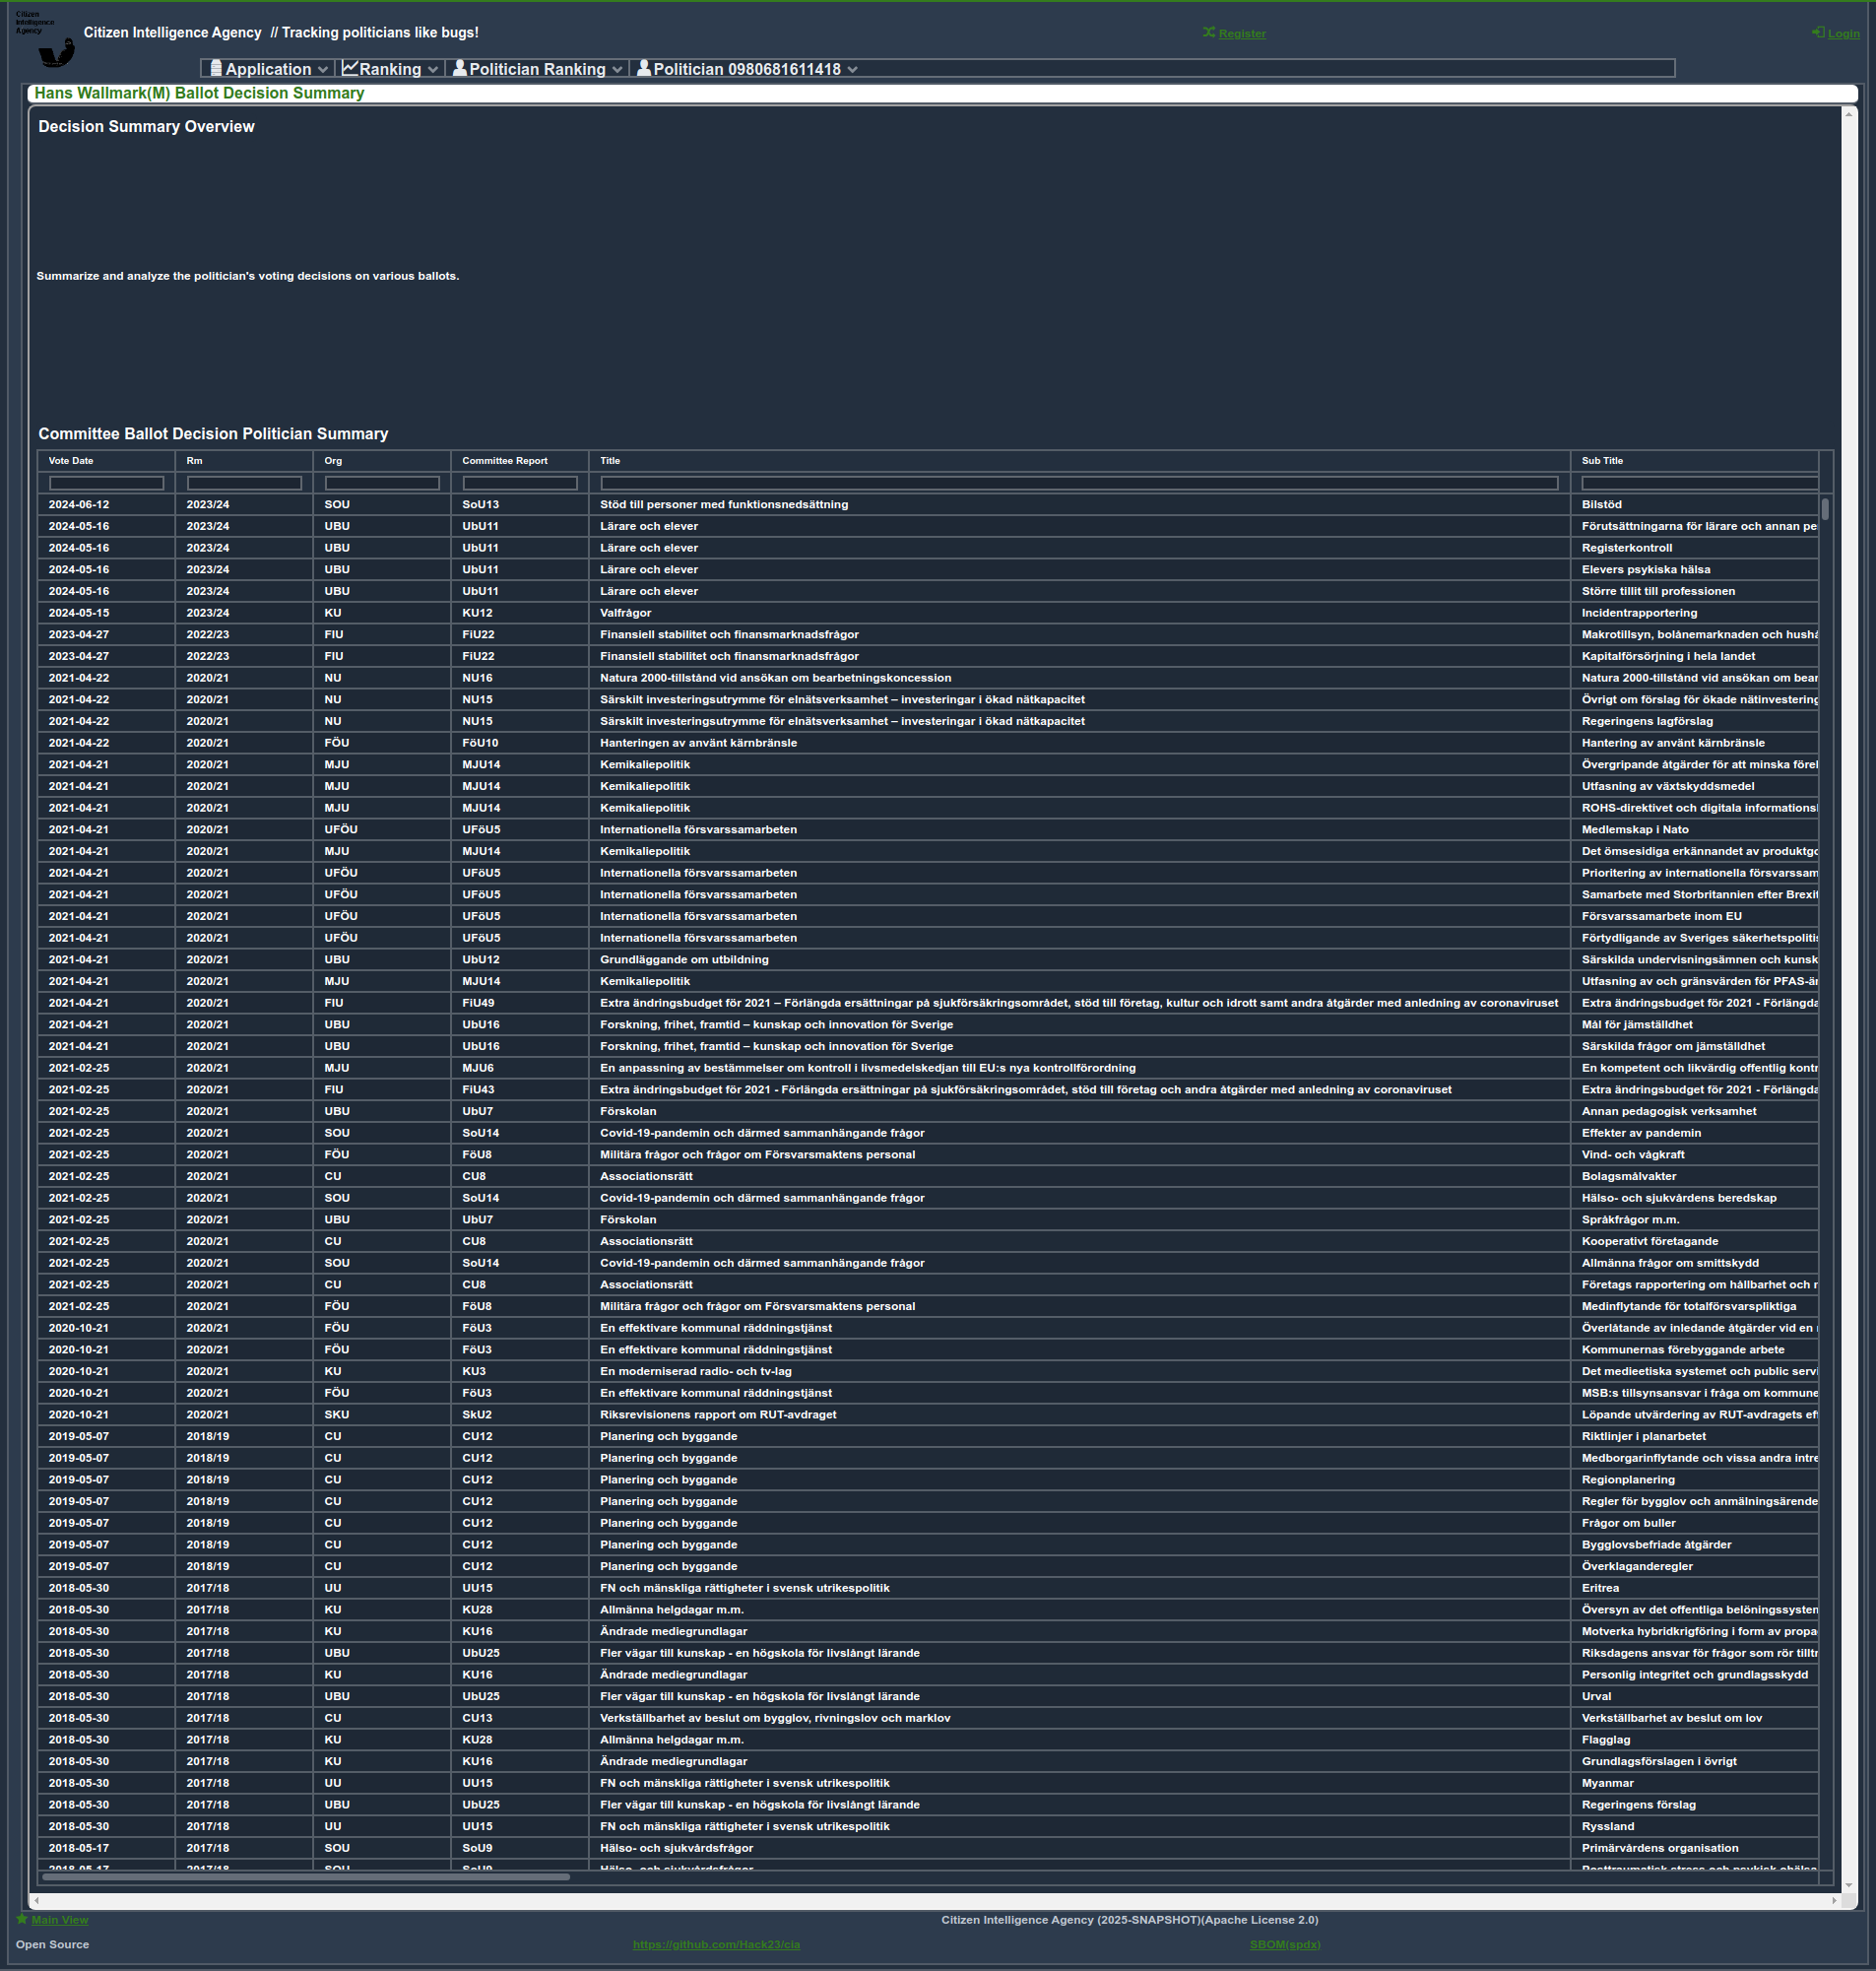 Citizen
Intelligence
Agency
Citizen Intelligence Agency // Tracking politicians like bugs!
Register
Login
Application Ranking Politician Ranking Politician 0980681611418
Hans Wallmark(M) Ballot Decision Summary
Decision Summary Overview
Summarize and analyze the politician's voting decisions on various ballots.
Committee Ballot Decision Politician Summary
Vote Date Rm Org Committee Report Title Sub Title
2024-06-12 2023/24 SOU SoU13 Stöd till personer med funktionsnedsättning Bilstöd
2024-05-16 2023/24 UBU UbU11 Lärare och elever Förutsättningarna för lärare och annan pe
2024-05-16 2023/24 UBU UbU11 Lärare och elever Registerkontroll
2024-05-16 2023/24 UBU UbU11 Lärare och elever Elevers psykiska hälsa
2024-05-16 2023/24 UBU UbU11 Lärare och elever Större tillit till professionen
2024-05-15 2023/24 KU KU12 Valfrågor Incidentrapportering
2023-04-27 2022/23 FIU FiU22 Finansiell stabilitet och finansmarknadsfrågor Makrotillsyn, bolånemarknaden och hushå
2023-04-27 2022/23 FIU FiU22 Finansiell stabilitet och finansmarknadsfrågor Kapitalförsörjning i hela landet
2021-04-22 2020/21 NU NU16 Natura 2000-tillstånd vid ansökan om bearbetningskoncession Natura 2000-tillstånd vid ansökan om bear
2021-04-22 2020/21 NU NU15 Särskilt investeringsutrymme för elnätsverksamhet – investeringar i ökad nätkapacitet Övrigt om förslag för ökade nätinvestering
2021-04-22 2020/21 NU NU15 Särskilt investeringsutrymme för elnätsverksamhet – investeringar i ökad nätkapacitet Regeringens lagförslag
2021-04-22 2020/21 FÖU FöU10 Hanteringen av använt kärnbränsle Hantering av använt kärnbränsle
2021-04-21 2020/21 MJU MJU14 Kemikaliepolitik Övergripande åtgärder för att minska förel
2021-04-21 2020/21 MJU MJU14 Kemikaliepolitik Utfasning av växtskyddsmedel
2021-04-21 2020/21 MJU MJU14 Kemikaliepolitik ROHS-direktivet och digitala informationsl
2021-04-21 2020/21 UFÖU UFöU5 Internationella försvarssamarbeten Medlemskap i Nato
2021-04-21 2020/21 MJU MJU14 Kemikaliepolitik Det ömsesidiga erkännandet av produktgo
2021-04-21 2020/21 UFÖU UFöU5 Internationella försvarssamarbeten Prioritering av internationella försvarssam
2021-04-21 2020/21 UFÖU UFöU5 Internationella försvarssamarbeten Samarbete med Storbritannien efter Brexit
2021-04-21 2020/21 UFÖU UFöU5 Internationella försvarssamarbeten Försvarssamarbete inom EU
2021-04-21 2020/21 UFÖU UFöU5 Internationella försvarssamarbeten Förtydligande av Sveriges säkerhetspolitis
2021-04-21 2020/21 UBU UbU12 Grundläggande om utbildning Särskilda undervisningsämnen och kunsk
2021-04-21 2020/21 MJU MJU14 Kemikaliepolitik Utfasning av och gränsvärden för PFAS-är
2021-04-21 2020/21 FIU FiU49 Extra ändringsbudget för 2021 – Förlängda ersättningar på sjukförsäkringsområdet, stöd till företag, kultur och idrott samt andra åtgärder med anledning av coronaviruset Extra ändringsbudget för 2021 - Förlängda
2021-04-21 2020/21 UBU UbU16 Forskning, frihet, framtid – kunskap och innovation för Sverige Mål för jämställdhet
2021-04-21 2020/21 UBU UbU16 Forskning, frihet, framtid – kunskap och innovation för Sverige Särskilda frågor om jämställdhet
2021-02-25 2020/21 MJU MJU6 En anpassning av bestämmelser om kontroll i livsmedelskedjan till EU:s nya kontrollförordning En kompetent och likvärdig offentlig kontr
2021-02-25 2020/21 FIU FiU43 Extra ändringsbudget för 2021 - Förlängda ersättningar på sjukförsäkringsområdet, stöd till företag och andra åtgärder med anledning av coronaviruset Extra ändringsbudget för 2021 - Förlängda
2021-02-25 2020/21 UBU UbU7 Förskolan Annan pedagogisk verksamhet
2021-02-25 2020/21 SOU SoU14 Covid-19-pandemin och därmed sammanhängande frågor Effekter av pandemin
2021-02-25 2020/21 FÖU FöU8 Militära frågor och frågor om Försvarsmaktens personal Vind- och vågkraft
2021-02-25 2020/21 CU CU8 Associationsrätt Bolagsmålvakter
2021-02-25 2020/21 SOU SoU14 Covid-19-pandemin och därmed sammanhängande frågor Hälso- och sjukvårdens beredskap
2021-02-25 2020/21 UBU UbU7 Förskolan Språkfrågor m.m.
2021-02-25 2020/21 CU CU8 Associationsrätt Kooperativt företagande
2021-02-25 2020/21 SOU SoU14 Covid-19-pandemin och därmed sammanhängande frågor Allmänna frågor om smittskydd
2021-02-25 2020/21 CU CU8 Associationsrätt Företags rapportering om hållbarhet och r
2021-02-25 2020/21 FÖU FöU8 Militära frågor och frågor om Försvarsmaktens personal Medinflytande för totalförsvarspliktiga
2020-10-21 2020/21 FÖU FöU3 En effektivare kommunal räddningstjänst Överlåtande av inledande åtgärder vid en
2020-10-21 2020/21 FÖU FöU3 En effektivare kommunal räddningstjänst Kommunernas förebyggande arbete
2020-10-21 2020/21 KU KU3 En moderniserad radio- och tv-lag Det medieetiska systemet och public servi
2020-10-21 2020/21 FÖU FöU3 En effektivare kommunal räddningstjänst MSB:s tillsynsansvar i fråga om kommune
2020-10-21 2020/21 SKU SkU2 Riksrevisionens rapport om RUT-avdraget Löpande utvärdering av RUT-avdragets eff
2019-05-07 2018/19 CU CU12 Planering och byggande Riktlinjer i planarbetet
2019-05-07 2018/19 CU CU12 Planering och byggande Medborgarinflytande och vissa andra intre
2019-05-07 2018/19 CU CU12 Planering och byggande Regionplanering
2019-05-07 2018/19 CU CU12 Planering och byggande Regler för bygglov och anmälningsärende
2019-05-07 2018/19 CU CU12 Planering och byggande Frågor om buller
2019-05-07 2018/19 CU CU12 Planering och byggande Bygglovsbefriade åtgärder
2019-05-07 2018/19 CU CU12 Planering och byggande Överklaganderegler
2018-05-30 2017/18 UU UU15 FN och mänskliga rättigheter i svensk utrikespolitik Eritrea
2018-05-30 2017/18 KU KU28 Allmänna helgdagar m.m. Översyn av det offentliga belöningssystem
2018-05-30 2017/18 KU KU16 Ändrade mediegrundlagar Motverka hybridkrigföring i form av propa
2018-05-30 2017/18 UBU UbU25 Fler vägar till kunskap - en högskola för livslångt lärande Riksdagens ansvar för frågor som rör tilltr
2018-05-30 2017/18 KU KU16 Ändrade mediegrundlagar Personlig integritet och grundlagsskydd
2018-05-30 2017/18 UBU UbU25 Fler vägar till kunskap - en högskola för livslångt lärande Urval
2018-05-30 2017/18 CU CU13 Verkställbarhet av beslut om bygglov, rivningslov och marklov Verkställbarhet av beslut om lov
2018-05-30 2017/18 KU KU28 Allmänna helgdagar m.m. Flagglag
2018-05-30 2017/18 KU KU16 Ändrade mediegrundlagar Grundlagsförslagen i övrigt
2018-05-30 2017/18 UU UU15 FN och mänskliga rättigheter i svensk utrikespolitik Myanmar
2018-05-30 2017/18 UBU UbU25 Fler vägar till kunskap - en högskola för livslångt lärande Regeringens förslag
2018-05-30 2017/18 UU UU15 FN och mänskliga rättigheter i svensk utrikespolitik Ryssland
2018-05-17 2017/18 SOU SoU9 Hälso- och sjukvårdsfrågor Primärvårdens organisation
2018-05-17 2017/18 SOU SoU9 Hälso- och sjukvårdsfrågor Posttraumatisk stress och psykisk ohälsa
Main View
Citizen Intelligence Agency (2025-SNAPSHOT)(Apache License 2.0)
Open Source
https://github.com/Hack23/cia
SBOM(spdx)